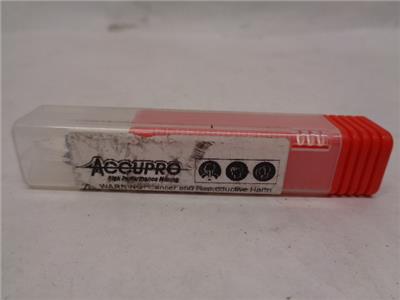 ACCUPRO
High Performance Milling
WARNING: Cancer and Reproductive Harm